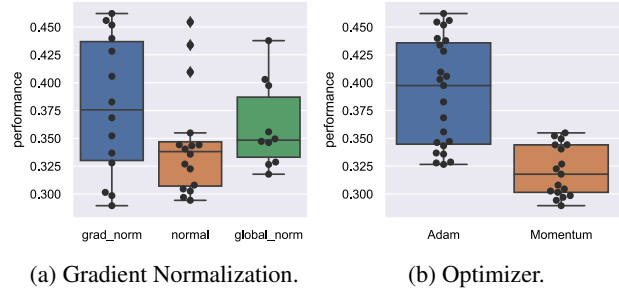 performance
0.450
0.425
0.400
0.375
0.350
0.325
0.300
grad_norm normal global_norm
(a) Gradient Normalization.
performance
0.450
0.425
0.400
0.375
0.350
0.325
0.300
Adam Momentum
(b) Optimizer.